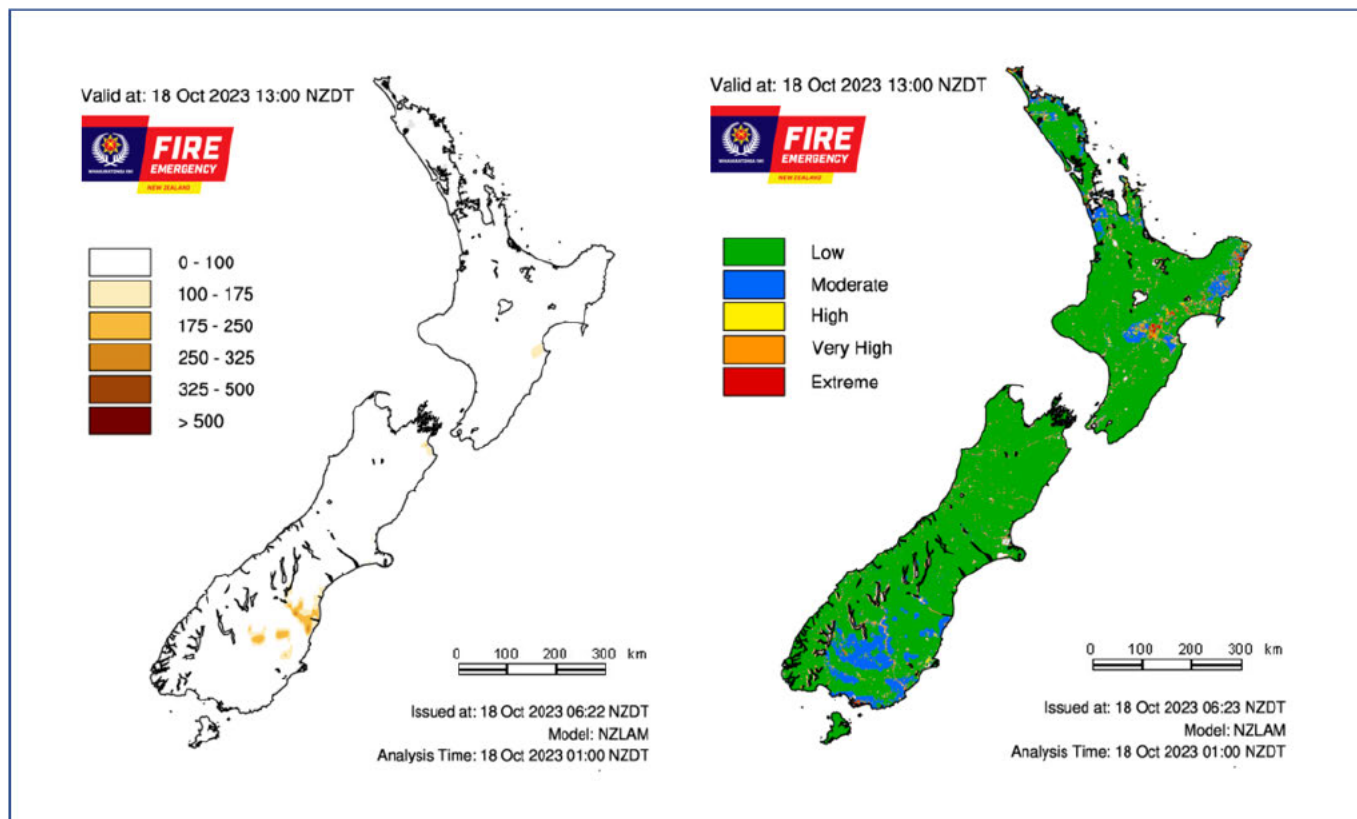 Valid at: 18 Oct 2023 13:00 NZDT
FIRE
EMERGENCY
NEW ZEALAND
WHAKARATONGA IWI
0 - 100
100 - 175
175 - 250
250 - 325
325 - 500
> 500
0 100 200 300 km
Issued at: 18 Oct 2023 06:22 NZDT
Model: NZLAM
Analysis Time: 18 Oct 2023 01:00 NZDT
Valid at: 18 Oct 2023 13:00 NZDT
FIRE
EMERGENCY
NEW ZEALAND
WHAKARATONGA IWI
Low
Moderate
High
Very High
Extreme
0 100 200 300 km
Issued at: 18 Oct 2023 06:23 NZDT
Model: NZLAM
Analysis Time: 18 Oct 2023 01:00 NZDT